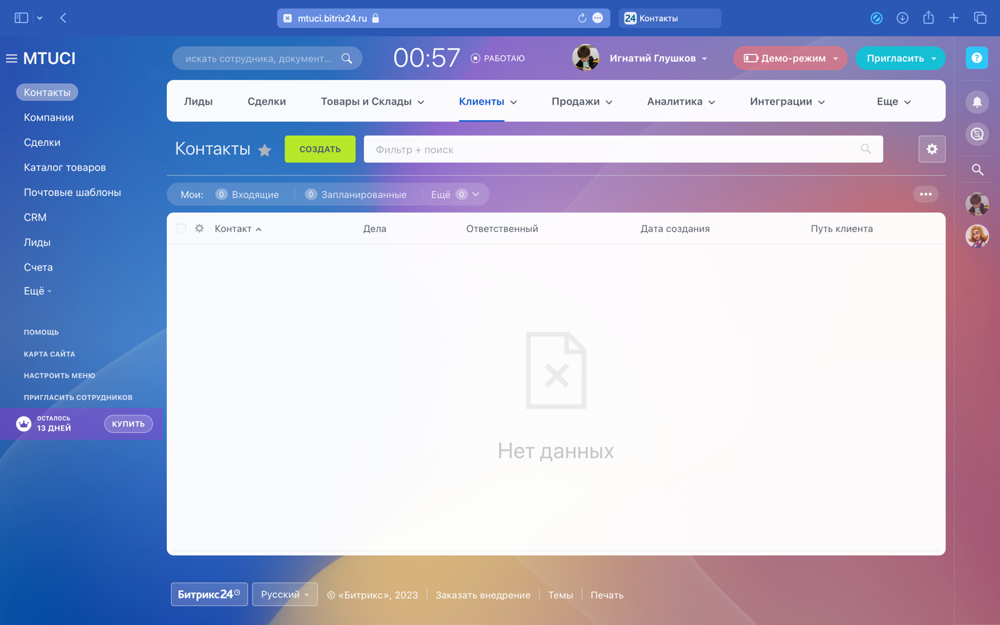 mtuci.bitrix24.ru
24 Контакты
MTUCI
искать сотрудника, документ...
00:57
РАБОТАЮ
Игнатий Глушков
Демо-режим
Пригласить
?
Контакты
Компании
Сделки
Каталог товаров
Почтовые шаблоны
CRM
Лиды
Счета
Ещё
ПОМОЩЬ
КАРТА САЙТА
НАСТРОИТЬ МЕНЮ
ПРИГЛАСИТЬ СОТРУДНИКОВ
ОСТАЛОСЬ
13 ДНЕЙ
КУПИТЬ
Лиды
Сделки
Товары и Склады
Клиенты
Продажи
Аналитика
Интеграции
Еще
Контакты
СОЗДАТЬ
Фильтр + поиск
Мои:
0 Входящие
0 Запланированные
Ещё 0
Контакт
Дела
Ответственный
Дата создания
Путь клиента
Нет данных
Битрикс24
Русский
© «Битрикс», 2023
Заказать внедрение
Темы
Печать